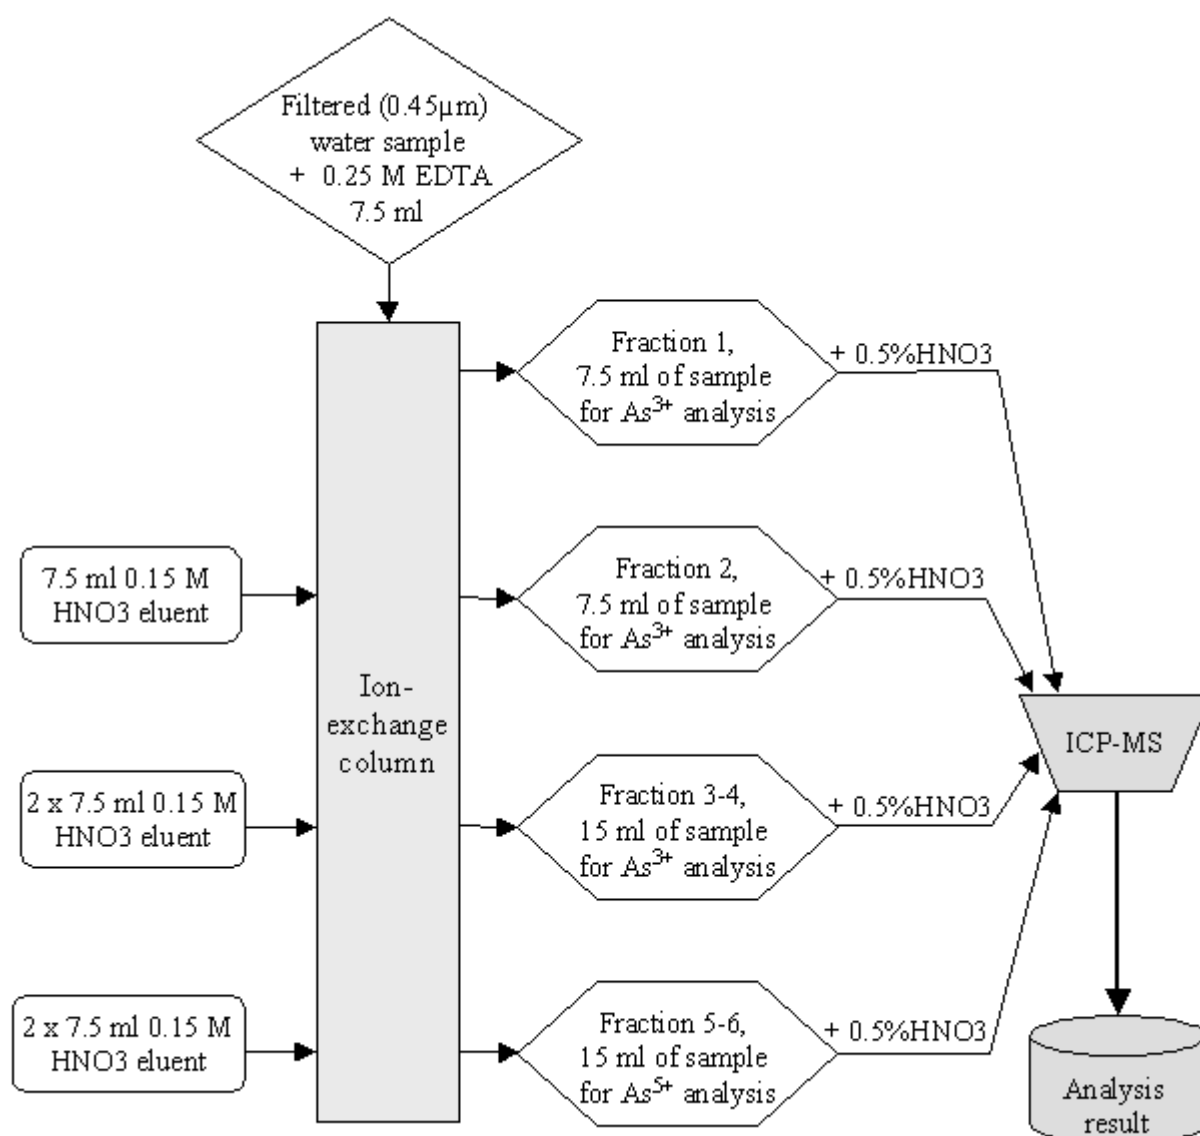 Filtered (0.45µm)
water sample
+ 0.25 M EDTA
7.5 ml
Fraction 1,
7.5 ml of sample
for As³⁺ analysis
+ 0.5%HNO3
7.5 ml 0.15 M
HNO3 eluent
Fraction 2,
7.5 ml of sample
for As³⁺ analysis
+ 0.5%HNO3
Ion-
exchange
column
ICP-MS
2 x 7.5 ml 0.15 M
HNO3 eluent
Fraction 3-4,
15 ml of sample
for As³⁺ analysis
+ 0.5%HNO3
2 x 7.5 ml 0.15 M
HNO3 eluent
Fraction 5-6,
15 ml of sample
for As⁵⁺ analysis
+ 0.5%HNO3
Analysis
result